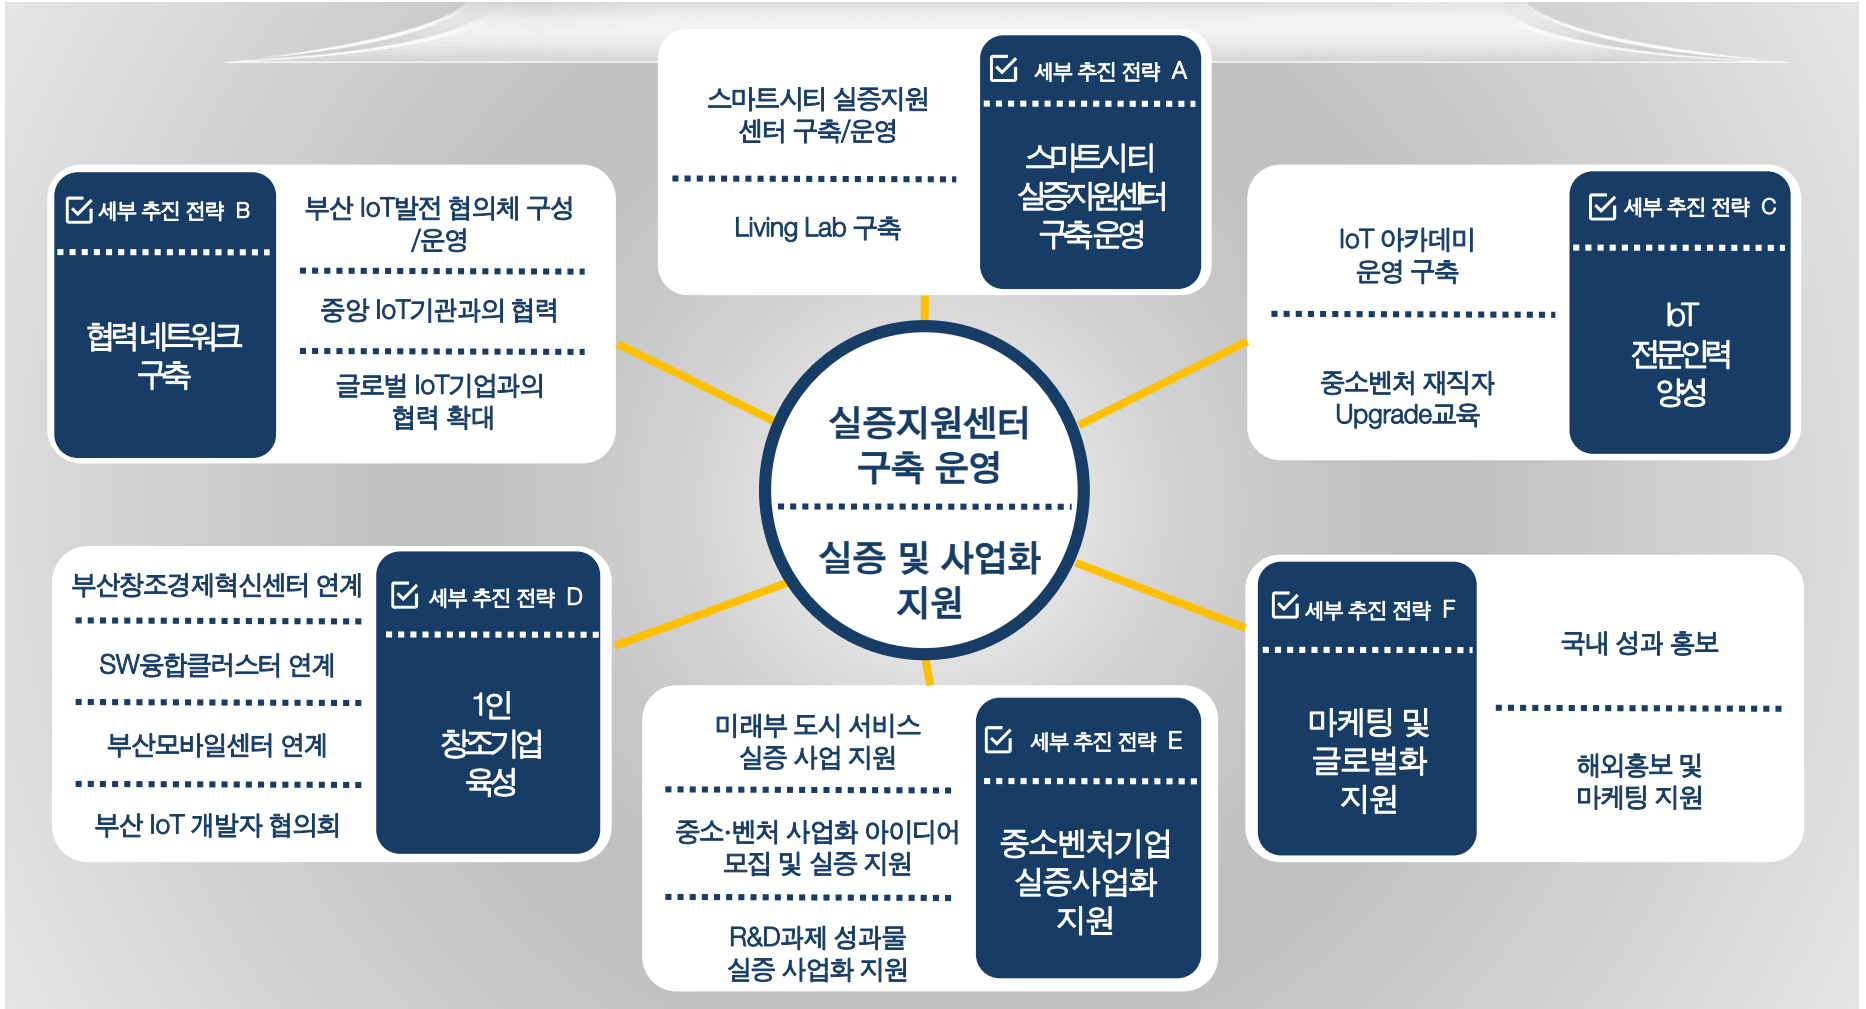 스마트시티 실증지원
센터 구축/운영
Living Lab 구축
세부 추진 전략 A
스마트시티
실증지원센터
구축 운영
세부 추진 전략 B
협력 네트워크
구축
부산 IoT발전 협의체 구성
/운영
중앙 IoT기관과의 협력
글로벌 IoT기업과의
협력 확대
IoT 아카데미
운영 구축
중소벤처 재직자
Upgrade교육
세부 추진 전략 C
IoT
전문인력
양성
실증지원센터
구축 운영
실증 및 사업화
지원
부산창조경제혁신센터 연계
SW융합클러스터 연계
부산모바일센터 연계
부산 IoT 개발자 협의회
세부 추진 전략 D
1인
창조기업
육성
미래부 도시 서비스
실증 사업 지원
중소·벤처 사업화 아이디어
모집 및 실증 지원
R&D과제 성과물
실증 사업화 지원
세부 추진 전략 E
중소벤처기업
실증사업화
지원
세부 추진 전략 F
마케팅 및
글로벌화
지원
국내 성과 홍보
해외홍보 및
마케팅 지원